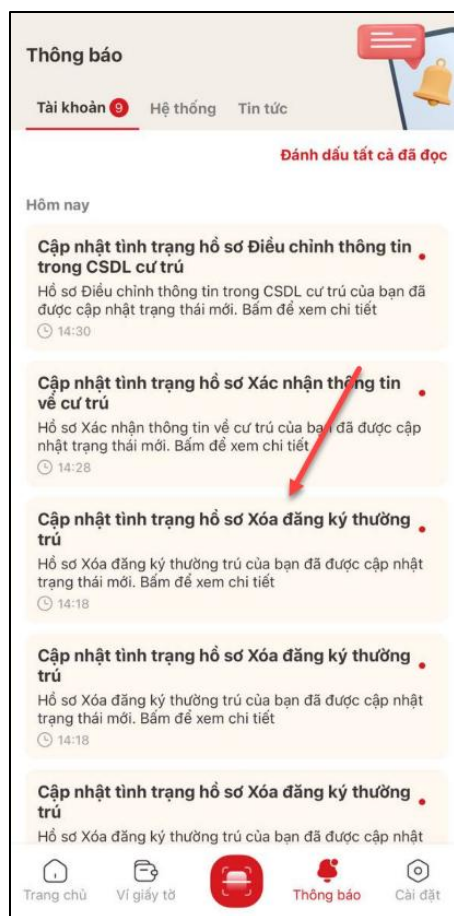 Thông báo
Tài khoản 9 Hệ thống Tin tức
Đánh dấu tất cả đã đọc
Hôm nay
Cập nhật tình trạng hồ sơ Điều chỉnh thông tin
trong CSDL cư trú
Hồ sơ Điều chỉnh thông tin trong CSDL cư trú của bạn đã
được cập nhật trạng thái mới. Bấm để xem chi tiết
14:30
Cập nhật tình trạng hồ sơ Xác nhận thông tin
về cư trú
Hồ sơ Xác nhận thông tin về cư trú của bạn đã được cập
nhật trạng thái mới. Bấm để xem chi tiết
14:28
Cập nhật tình trạng hồ sơ Xóa đăng ký thường
trú
Hồ sơ Xóa đăng ký thường trú của bạn đã được cập nhật
trạng thái mới. Bấm để xem chi tiết
14:18
Cập nhật tình trạng hồ sơ Xóa đăng ký thường
trú
Hồ sơ Xóa đăng ký thường trú của bạn đã được cập nhật
trạng thái mới. Bấm để xem chi tiết
14:18
Cập nhật tình trạng hồ sơ Xóa đăng ký thường
trú
Hồ sơ Xóa đăng ký thường trú của bạn đã được cập nhật
Trang chủ Ví giấy tờ Thông báo Cài đặt